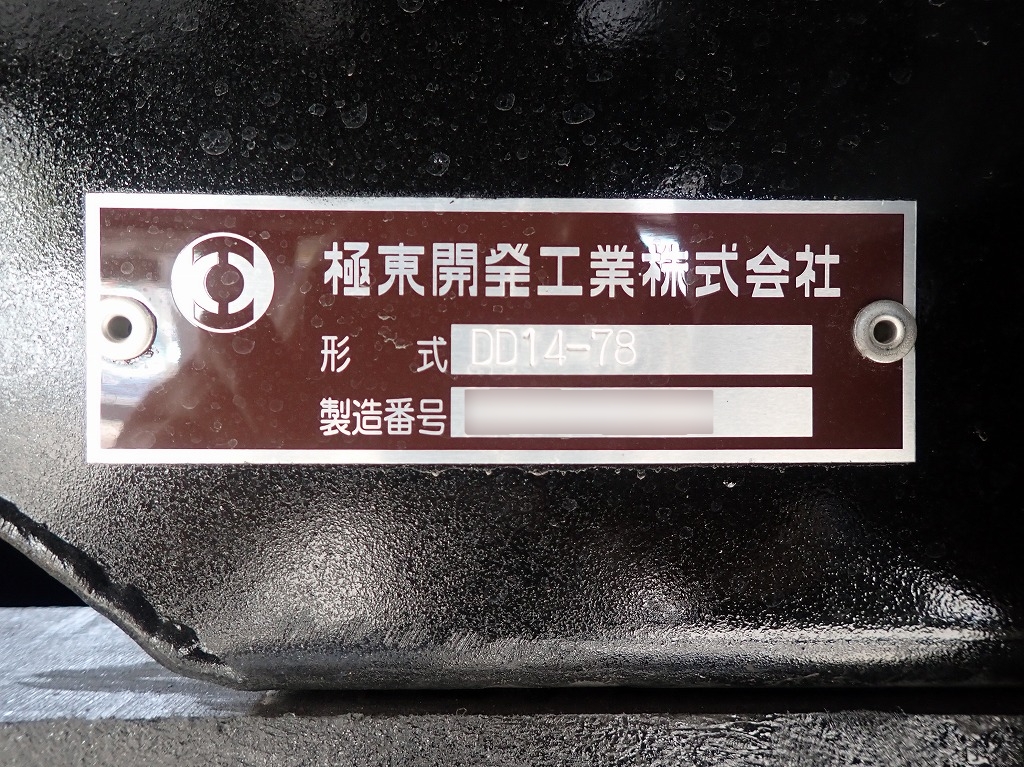 極東開発工業株式会社
形 式 DD14-78
製造番号